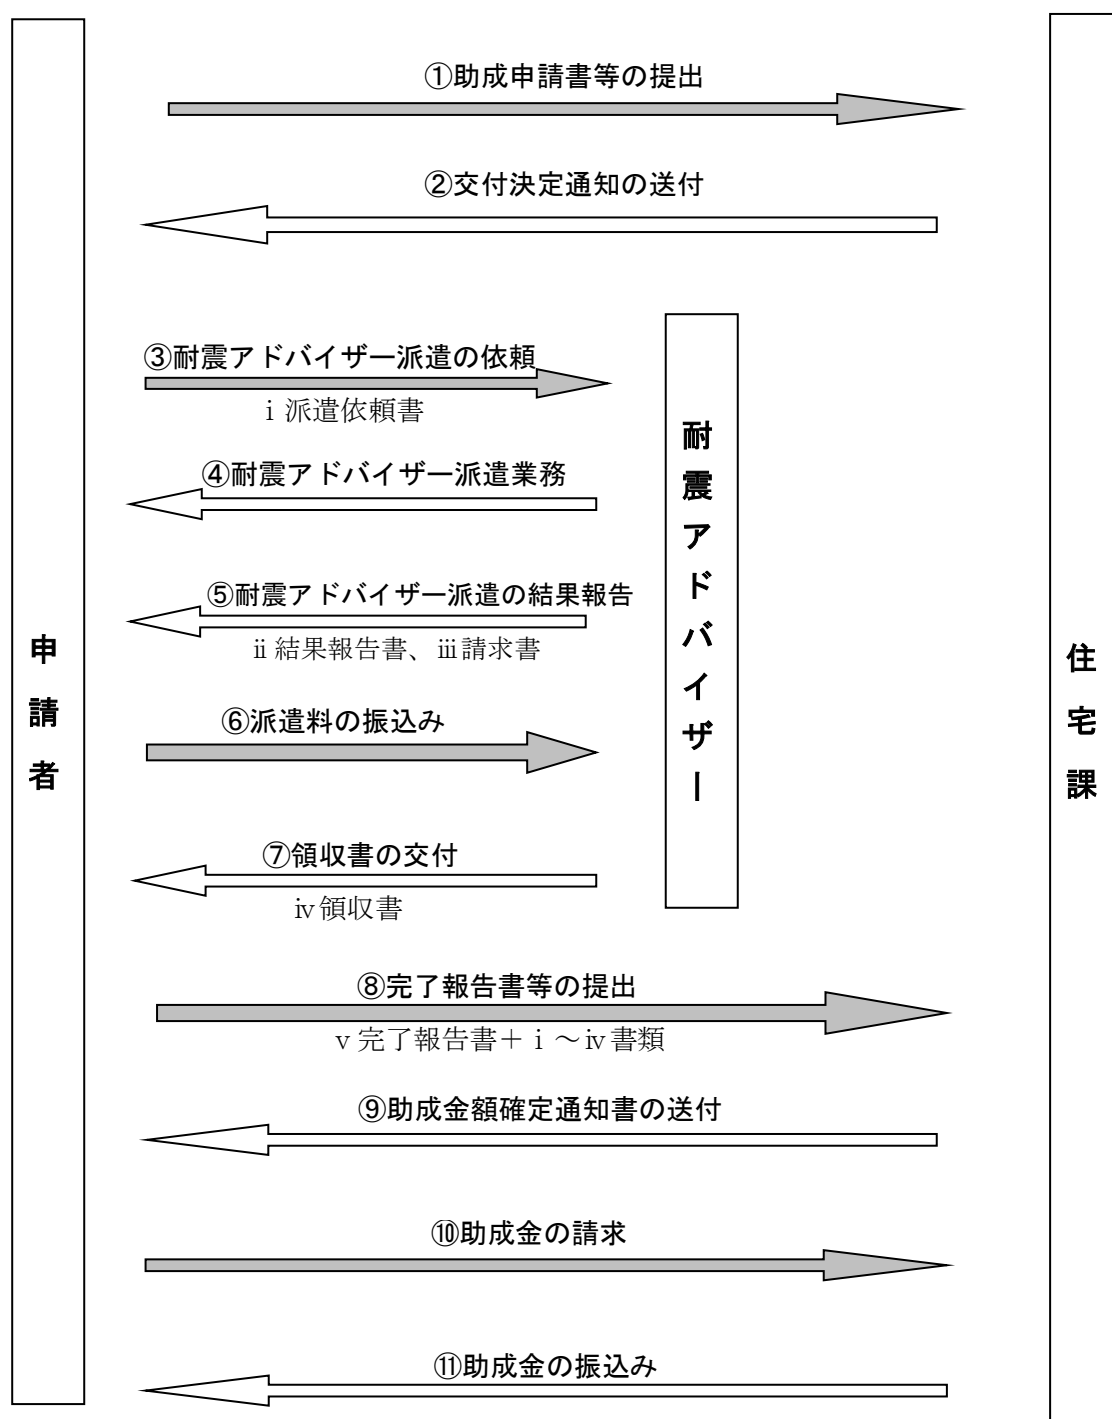 ①助成申請書等の提出
②交付決定通知の送付
③耐震アドバイザー派遣の依頼
ⅰ派遣依頼書
④耐震アドバイザー派遣業務
⑤耐震アドバイザー派遣の結果報告
ⅱ結果報告書、ⅲ請求書
⑥派遣料の振込み
⑦領収書の交付
ⅳ領収書
耐震アドバイザー
申請者
住宅課
⑧完了報告書等の提出
ⅴ完了報告書+ⅰ～ⅳ書類
⑨助成金額確定通知書の送付
⑩助成金の請求
⑪助成金の振込み